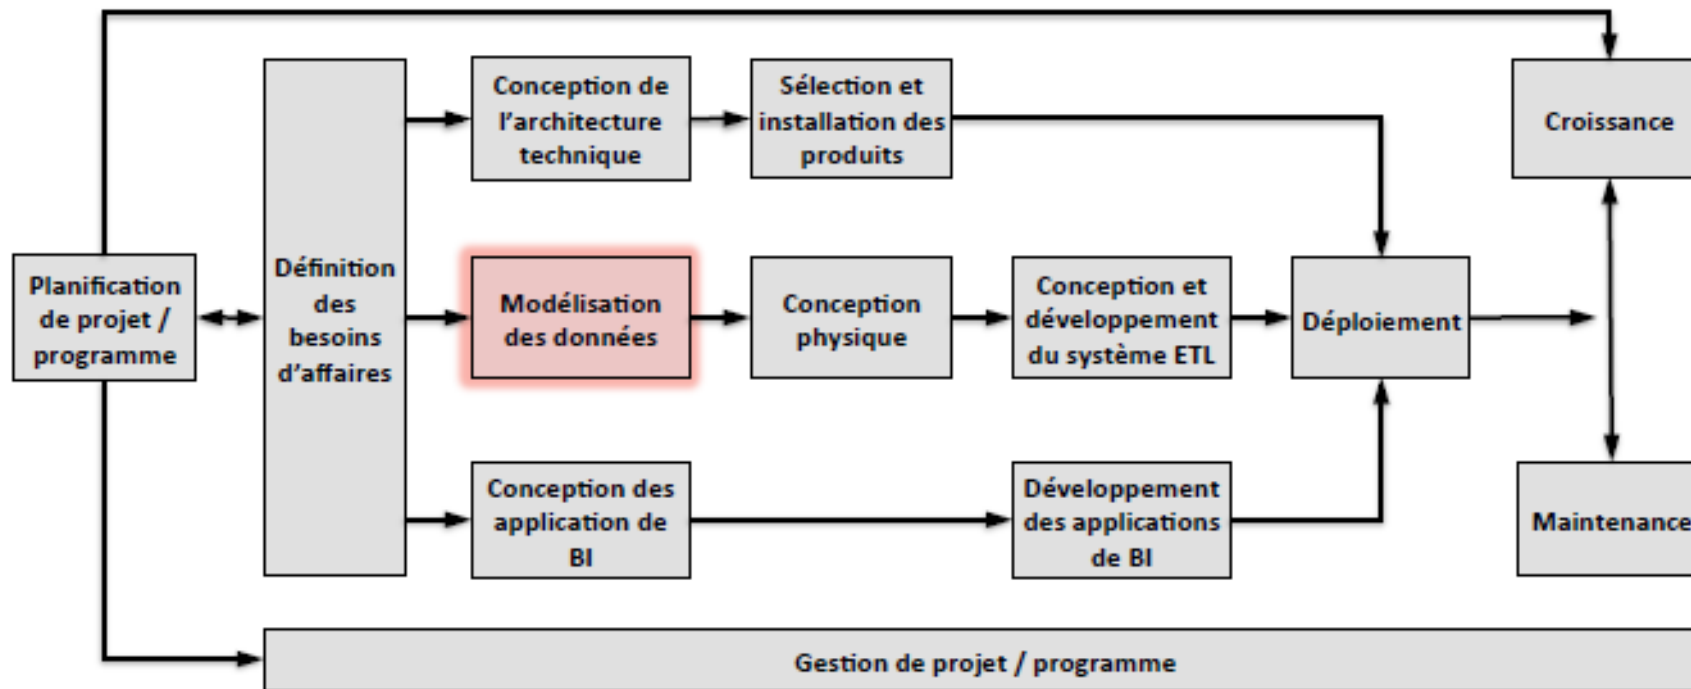 Conception de
l'architecture
technique
Sélection et
installation des
produits
Croissance
Planification
de projet /
programme
Définition
des
besoins
d'affaires
Modélisation
des données
Conception
physique
Conception et
développement
du système ETL
Déploiement
Conception des
application de
BI
Développement
des applications
de BI
Maintenance
Gestion de projet / programme